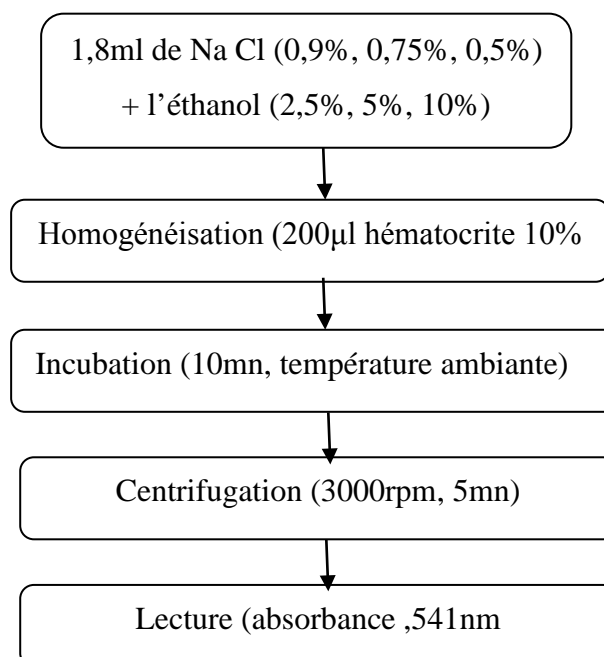 1,8ml de Na Cl (0,9%, 0,75%, 0,5%)
+ l’éthanol (2,5%, 5%, 10%)
Homogénéisation (200µl hématocrite 10%
Incubation (10mn, température ambiante)
Centrifugation (3000rpm, 5mn)
Lecture (absorbance ,541nm